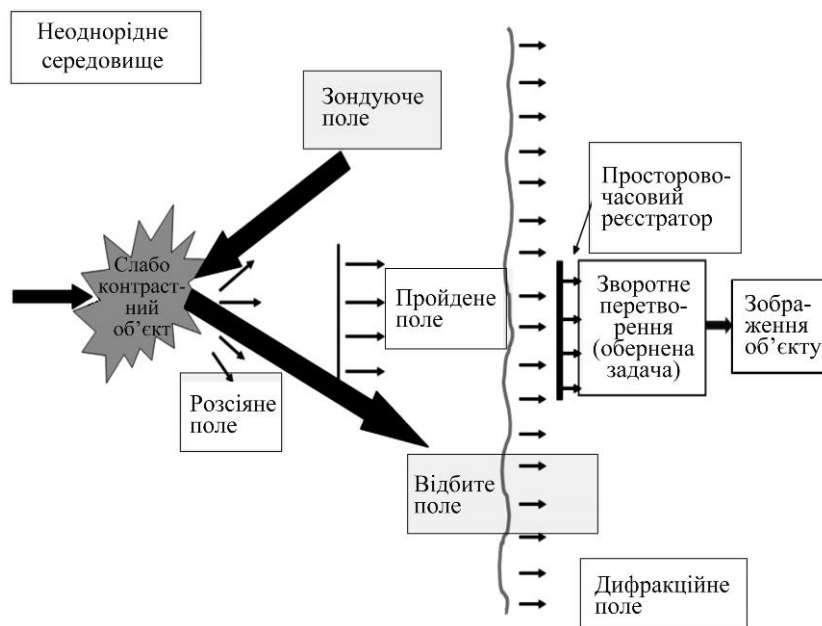 Неоднорідне
середовище
Зондуюче
поле
Просторово-
часовий
реєстратор
Слабо
контраст-
ний
об’єкт
Пройдене
поле
Зворотне
перетво-
рення
(обернена
задача)
Зобра-
ження
об’єкту
Розсіяне
поле
Відбите
поле
Дифракційне
поле